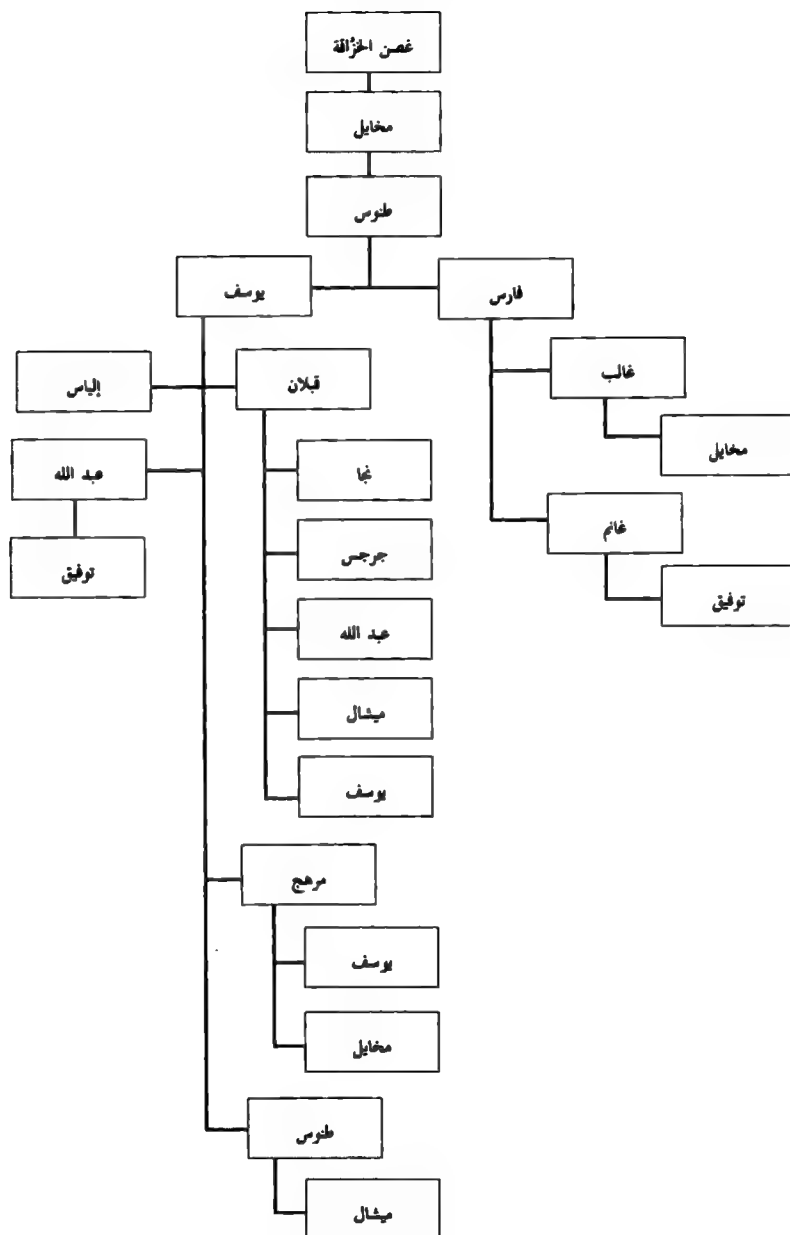 غصن الخزّاقة
مخايل
طنوس
فارس
يوسف
غالب
قبلان
إلياس
مخايل
نجا
عبد الله
غانم
جرجس
توفيق
توفيق
عبد الله
ميشال
يوسف
مرهج
يوسف
مخايل
طنوس
ميشال